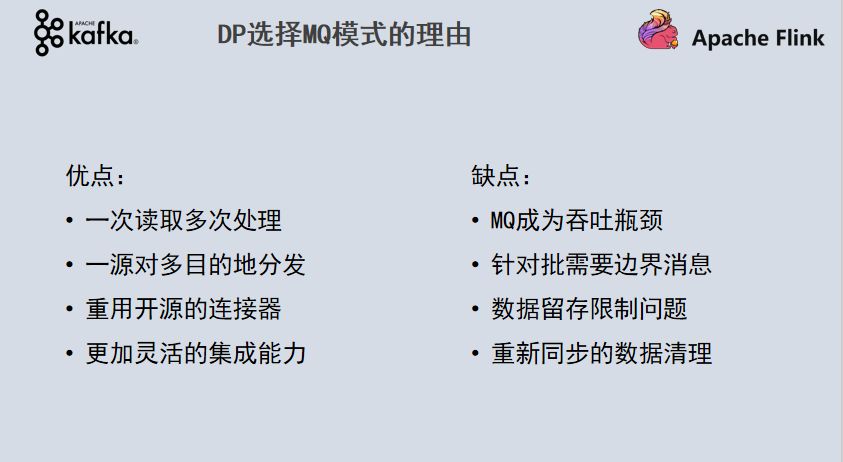 APACHE
kafka®
DP选择MQ模式的理由
Apache Flink
优点：
• 一次读取多次处理
• 一源对多目的地分发
• 重用开源的连接器
• 更加灵活的集成能力
缺点：
• MQ成为吞吐瓶颈
• 针对批需要边界消息
• 数据留存限制问题
• 重新同步的数据清理